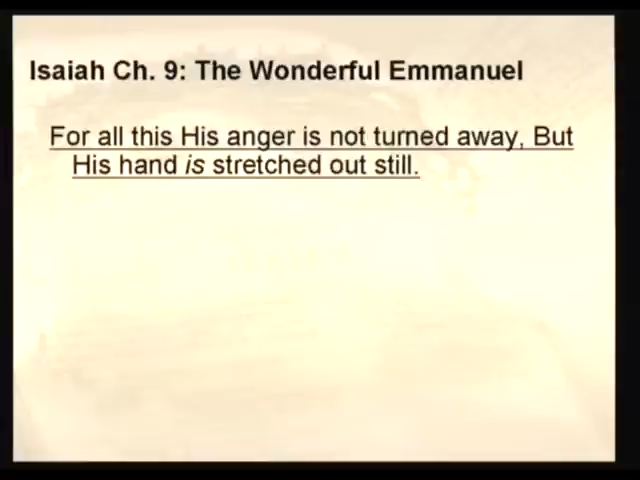 Isaiah Ch. 9: The Wonderful Emmanuel
For all this His anger is not turned away, But
His hand is stretched out still.